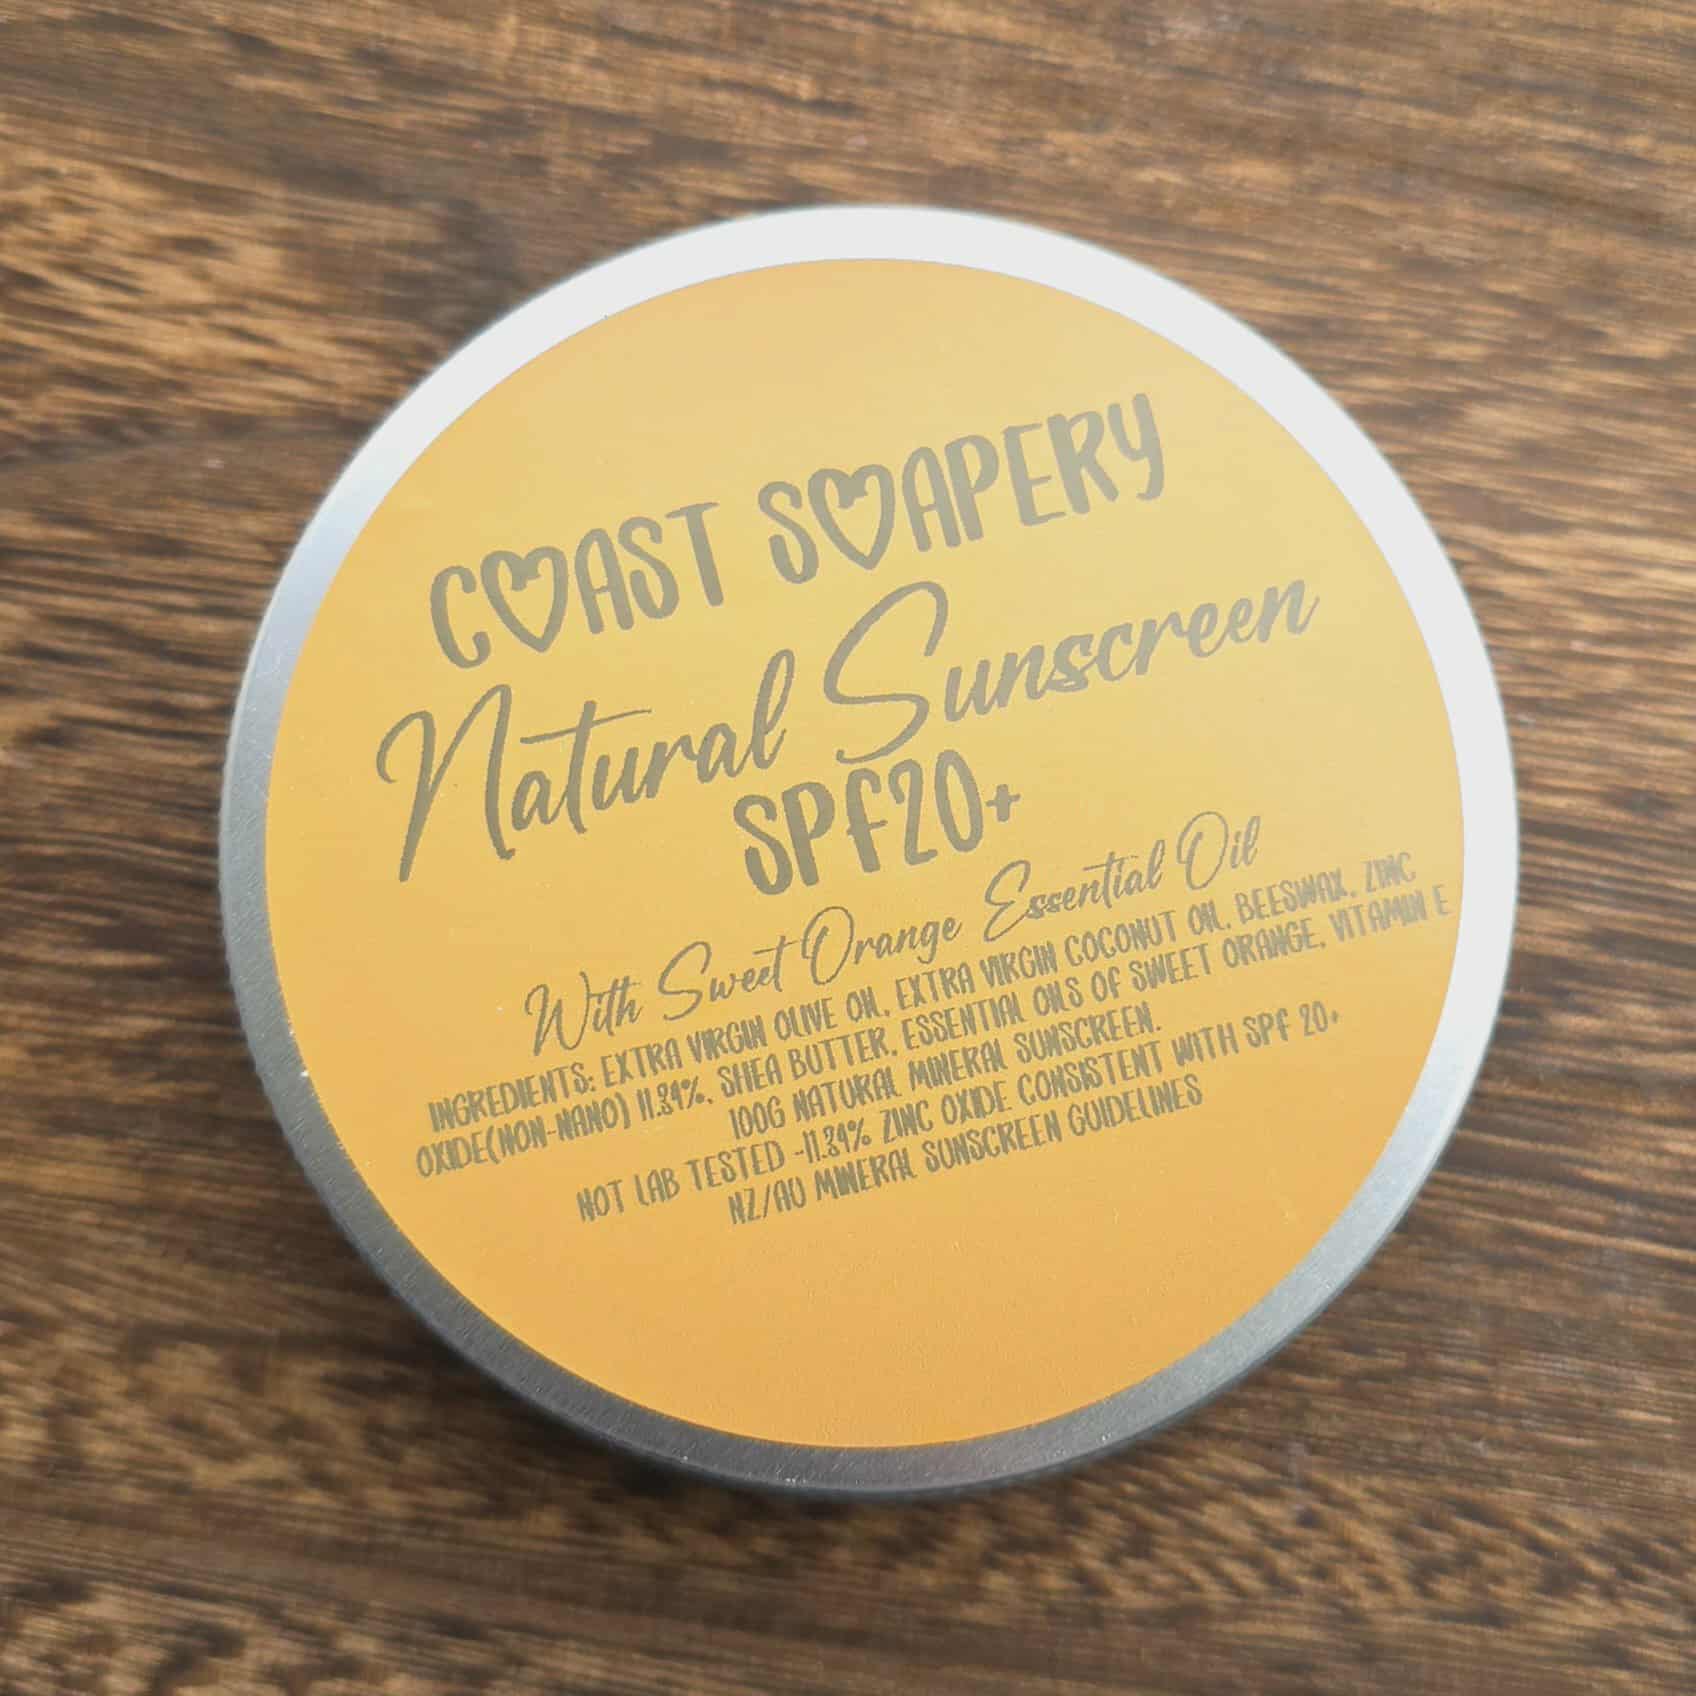 COAST SOAPERY
Natural Sunscreen
SPF20+
With Sweet Orange Essential Oil
INGREDIENTS: EXTRA VIRGIN OLIVE OIL, EXTRA VIRGIN COCONUT OIL, BEESWAX, ZINC
OXIDE(NON-NANO) 11.34%, SHEA BUTTER, ESSENTIAL OILS OF SWEET ORANGE, VITAMIN E
100G NATURAL MINERAL SUNSCREEN.
NOT LAB TESTED -11.34% ZINC OXIDE CONSISTENT WITH SPF 20+
NZ/AU MINERAL SUNSCREEN GUIDELINES